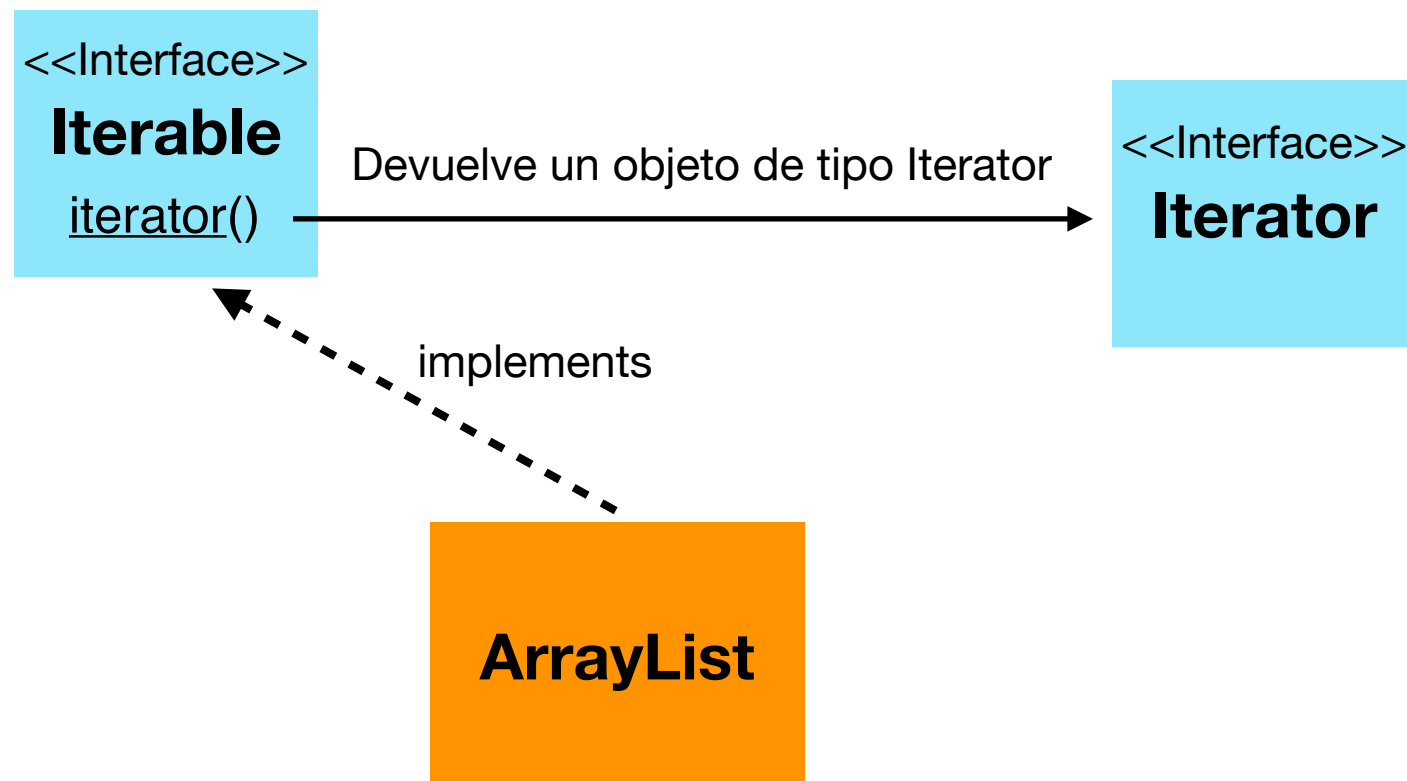 <<Interface>>
Iterable
iterator()
Devuelve un objeto de tipo Iterator
<<Interface>>
Iterator
implements
ArrayList